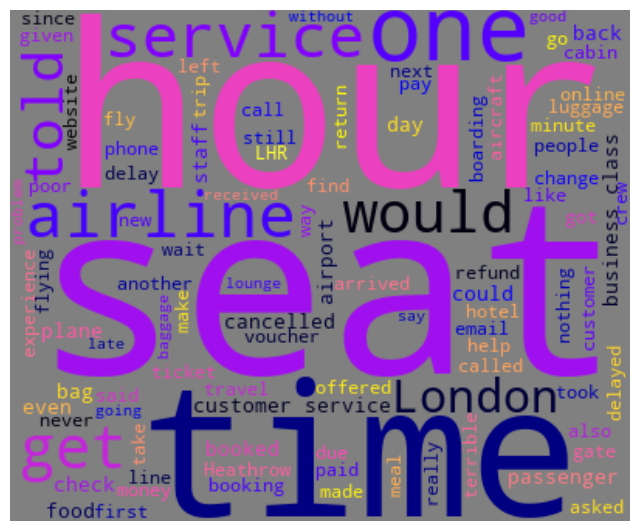 since
given
service
without
one
good
go
back
cabin
told
website
hour
left
trip
staff
fly
phone
delay
call
still
LHR
return
next
pay
day
boarding
aircraft
online
luggage
minute
people
change
like
poor
problem
received
find
got
crew
business class
airline
new
way
would
airport
seat
wait
another
lounge
arrived
refund
could
hotel
email
help
called
nothing
customer
flying
experience
plane
late
baggage
make
cancelled
voucher
say
ticket
delayed
bag
said
going
travel
offered
customer service
London
took
even
never
get
take
time
booked
Heathrow
booking
due
paid
made
meal
really
terrible
also
gate
passenger
check
money
line
food
first
asked